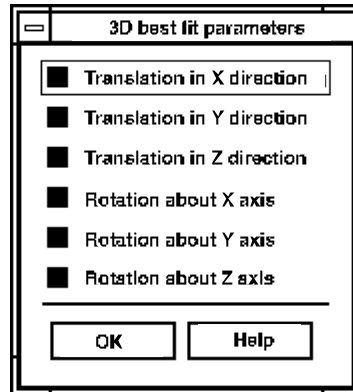 3D best fit parameters
Translation in X direction
Translation in Y direction
Translation in Z direction
Rotation about X axis
Rotation about Y axis
Rotation about Z axis
OK
Help